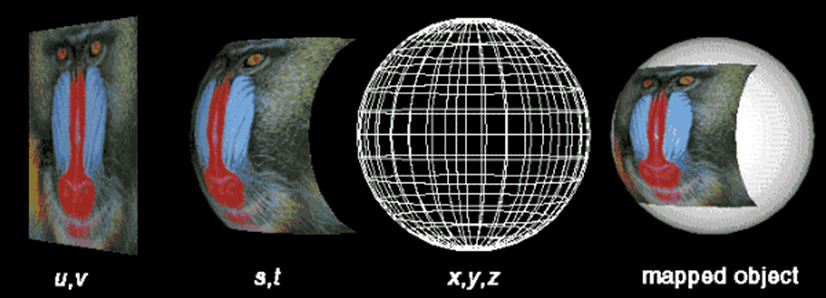 u,v
s,t
x,y,z
mapped object